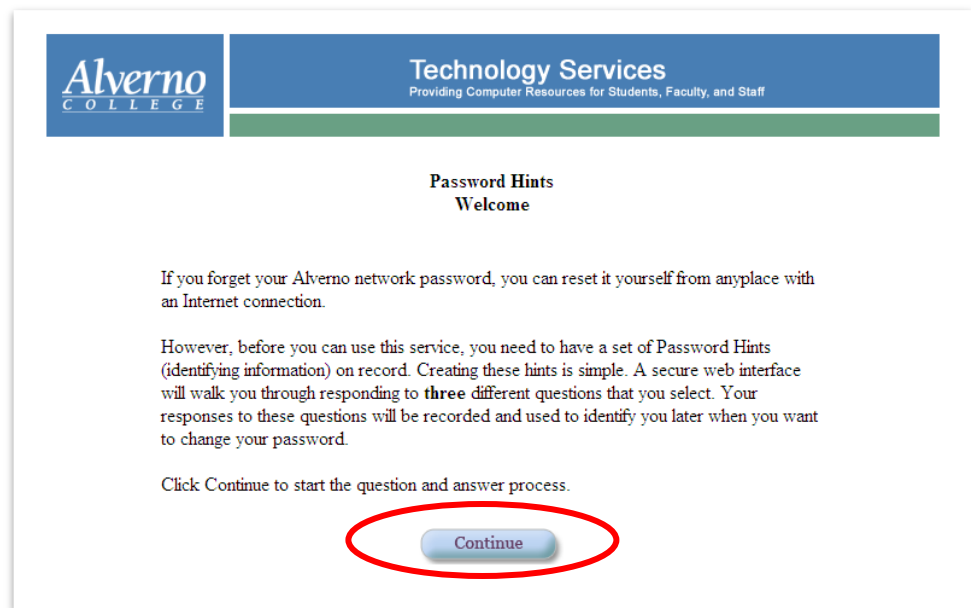 Alverno
COLLEGE
Technology Services
Providing Computer Resources for Students, Faculty, and Staff
Password Hints
Welcome
If you forget your Alverno network password, you can reset it yourself from anyplace with
an Internet connection.
However, before you can use this service, you need to have a set of Password Hints
(identifying information) on record. Creating these hints is simple. A secure web interface
will walk you through responding to three different questions that you select. Your
responses to these questions will be recorded and used to identify you later when you want
to change your password.
Click Continue to start the question and answer process.
Continue